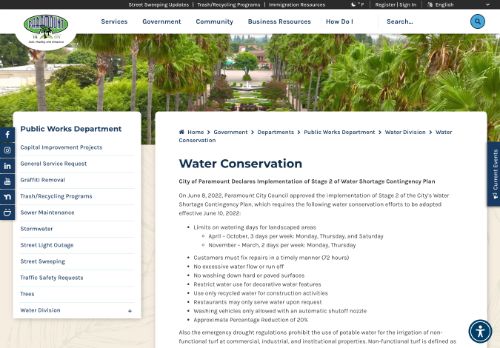 Street Sweeping Updates | Trash/Recycling Programs | Immigration Resources
° F | Register | Sign In | English
PARAMOUNT
Services Government Community Business Resources How Do I Search...
Public Works Department
Capital Improvement Projects
General Service Request
Graffiti Removal
Trash/Recycling Programs
Sewer Maintenance
Stormwater
Street Light Outage
Street Sweeping
Traffic Safety Requests
Trees
Water Division +
Home > Government > Departments > Public Works Department > Water Division > Water
Conservation
Water Conservation
City of Paramount Declares Implementation of Stage 2 of Water Shortage Contingency Plan
On June 8, 2022, Paramount City Council approved the implementation of Stage 2 of the City's Water
Shortage Contingency Plan, which requires the following water conservation efforts to be adopted
effective June 10, 2022:
• Limits on watering days for landscaped areas
April – October, 3 days per week: Monday, Thursday, and Saturday
November – March, 2 days per week: Monday, Thursday
• Customers must fix repairs in a timely manner (72 hours)
• No excessive water flow or run off
• No washing down hard or paved surfaces
• Restrict water use for decorative water features
• Use only recycled water for construction activities
• Restaurants may only serve water upon request
• Washing vehicles only allowed with an automatic shutoff nozzle
• Approximate Percentage Reduction of 20%
Also the emergency drought regulations prohibit the use of potable water for the irrigation of non-
functional turf at commercial, industrial, and institutional properties. Non-functional turf is defined as
Current Events